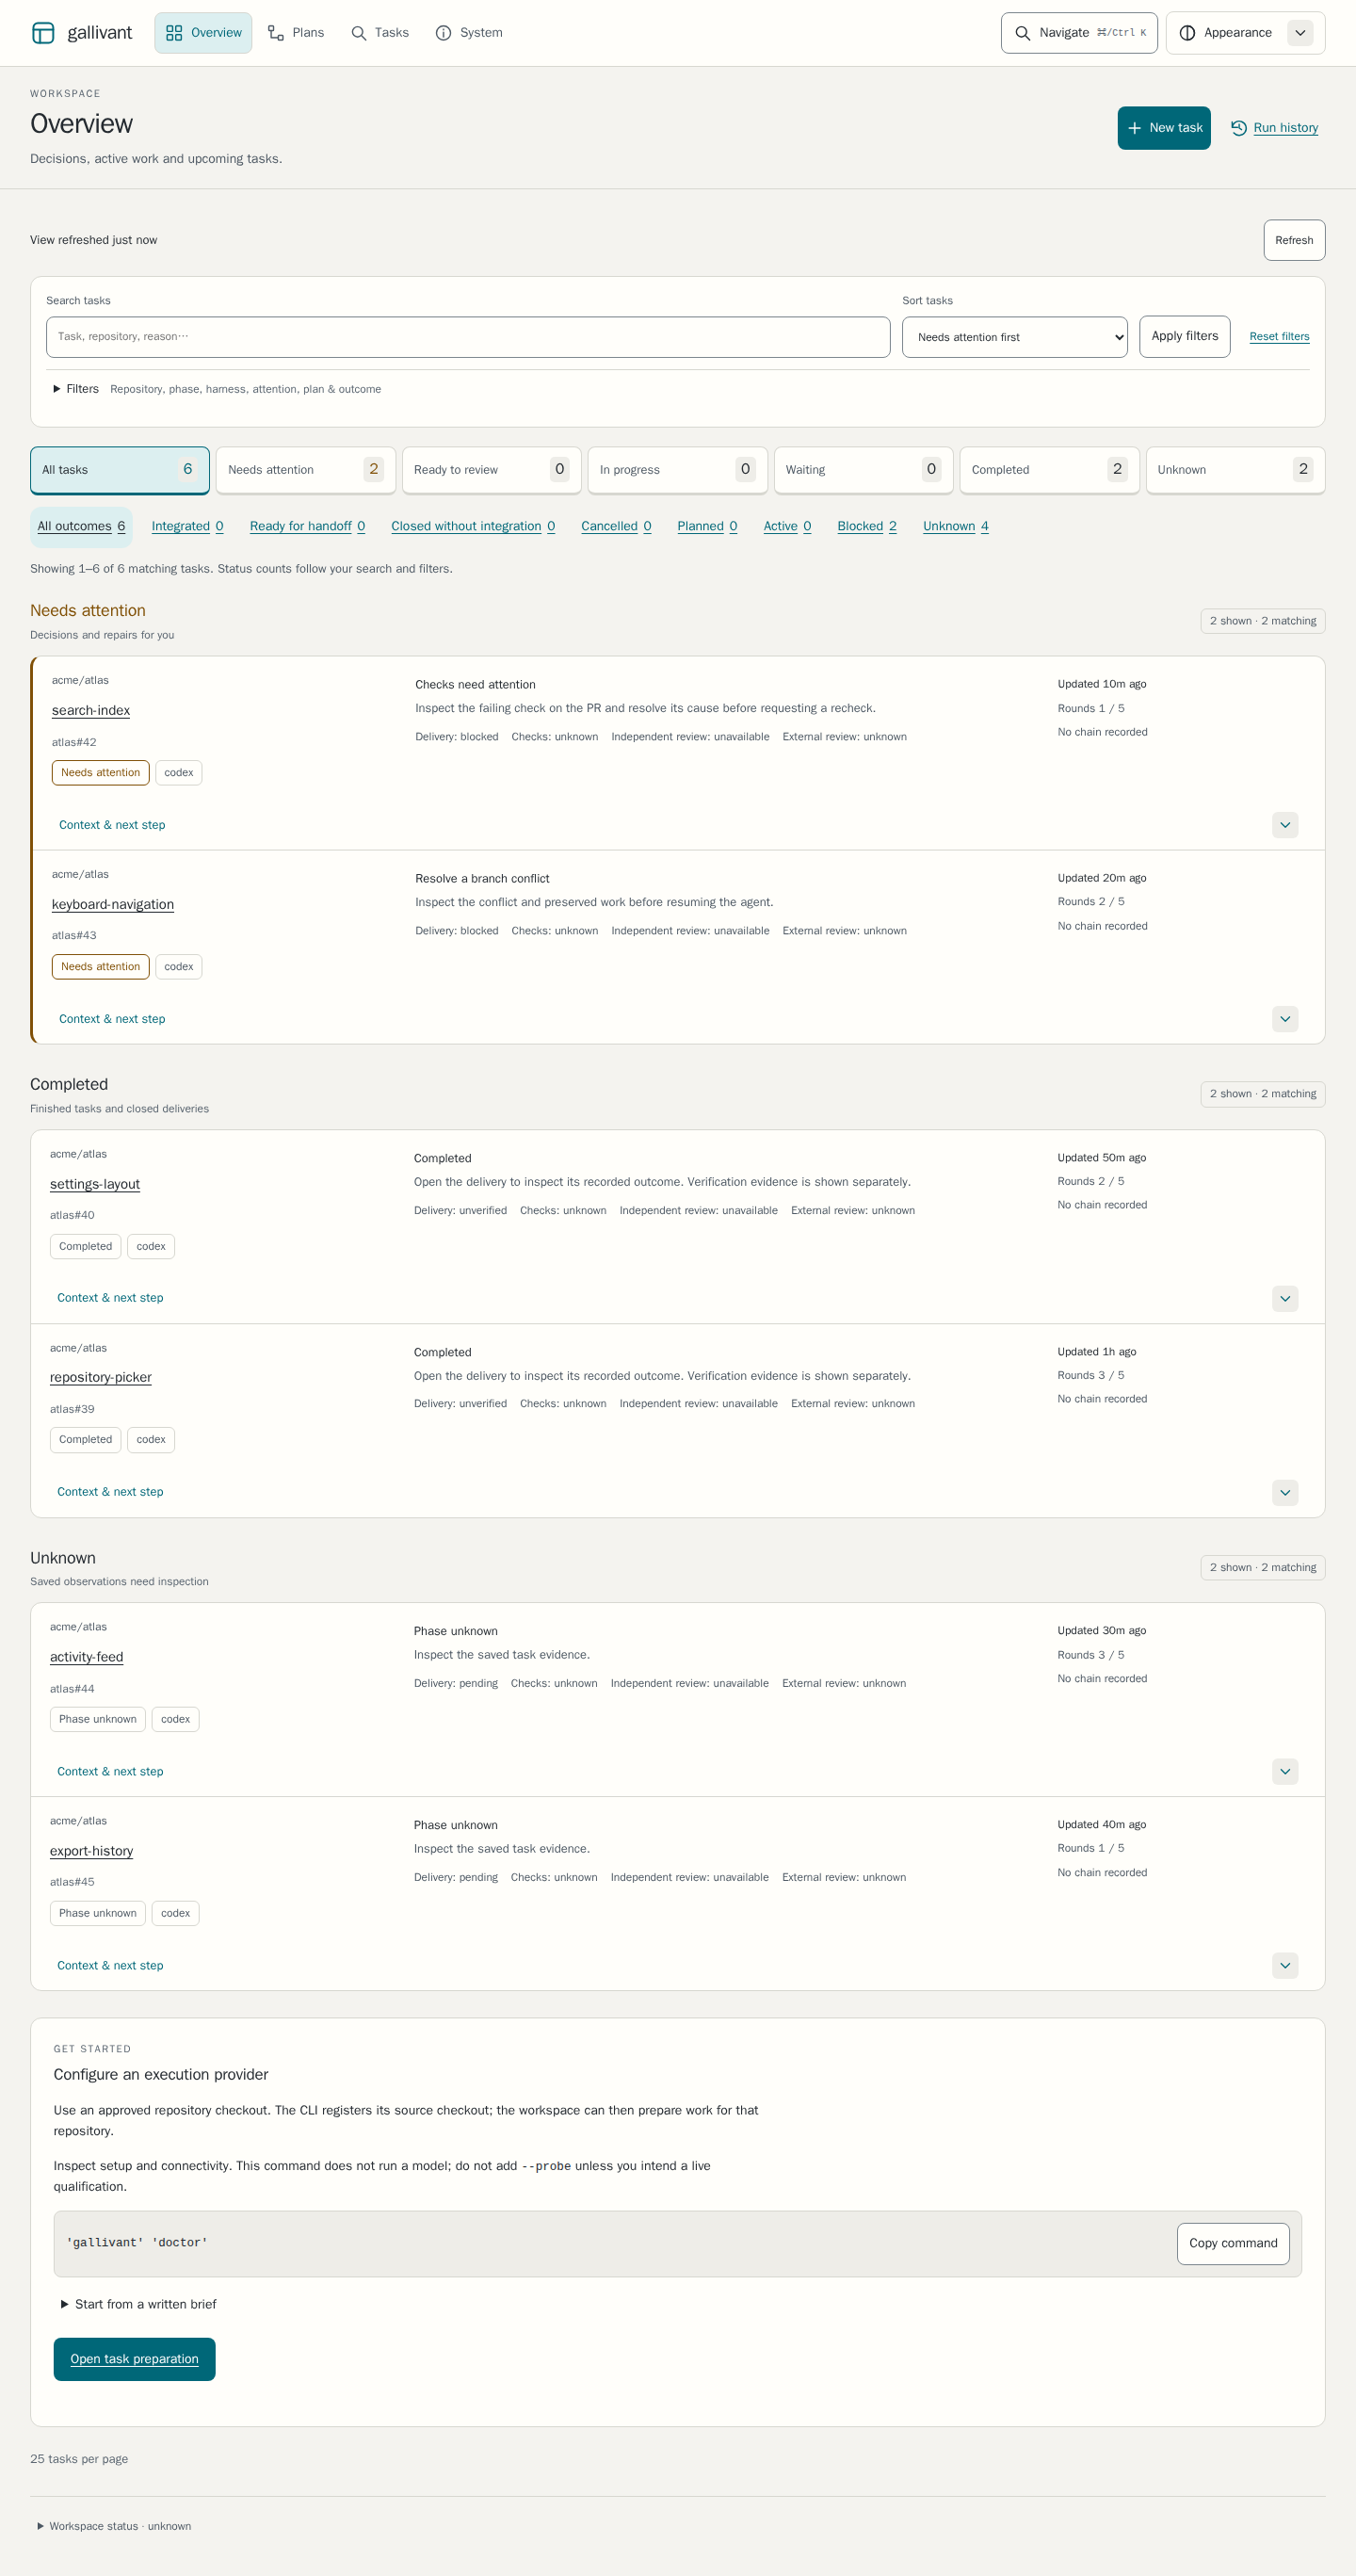 gallivant
Overview
Plans
Tasks
System
Navigate ⌘/Ctrl K
Appearance
WORKSPACE
Overview
Decisions, active work and upcoming tasks.
New task
Run history
View refreshed just now
Refresh
Search tasks
Sort tasks
Task, repository, reason…
Needs attention first
Apply filters
Reset filters
Filters Repository, phase, harness, attention, plan & outcome
All tasks 6
Needs attention 2
Ready to review 0
In progress 0
Waiting 0
Completed 2
Unknown 2
All outcomes 6
Integrated 0
Ready for handoff 0
Closed without integration 0
Cancelled 0
Planned 0
Active 0
Blocked 2
Unknown 4
Showing 1–6 of 6 matching tasks. Status counts follow your search and filters.
Needs attention
Decisions and repairs for you
2 shown · 2 matching
acme/atlas
search-index
atlas#42
Needs attention codex
Checks need attention
Inspect the failing check on the PR and resolve its cause before requesting a recheck.
Delivery: blocked Checks: unknown Independent review: unavailable External review: unknown
Updated 10m ago
Rounds 1 / 5
No chain recorded
Context & next step
acme/atlas
keyboard-navigation
atlas#43
Needs attention codex
Resolve a branch conflict
Inspect the conflict and preserved work before resuming the agent.
Delivery: blocked Checks: unknown Independent review: unavailable External review: unknown
Updated 20m ago
Rounds 2 / 5
No chain recorded
Context & next step
Completed
Finished tasks and closed deliveries
2 shown · 2 matching
acme/atlas
settings-layout
atlas#40
Completed codex
Completed
Open the delivery to inspect its recorded outcome. Verification evidence is shown separately.
Delivery: unverified Checks: unknown Independent review: unavailable External review: unknown
Updated 50m ago
Rounds 2 / 5
No chain recorded
Context & next step
acme/atlas
repository-picker
atlas#39
Completed codex
Completed
Open the delivery to inspect its recorded outcome. Verification evidence is shown separately.
Delivery: unverified Checks: unknown Independent review: unavailable External review: unknown
Updated 1h ago
Rounds 3 / 5
No chain recorded
Context & next step
Unknown
Saved observations need inspection
2 shown · 2 matching
acme/atlas
activity-feed
atlas#44
Phase unknown codex
Phase unknown
Inspect the saved task evidence.
Delivery: pending Checks: unknown Independent review: unavailable External review: unknown
Updated 30m ago
Rounds 3 / 5
No chain recorded
Context & next step
acme/atlas
export-history
atlas#45
Phase unknown codex
Phase unknown
Inspect the saved task evidence.
Delivery: pending Checks: unknown Independent review: unavailable External review: unknown
Updated 40m ago
Rounds 1 / 5
No chain recorded
Context & next step
GET STARTED
Configure an execution provider
Use an approved repository checkout. The CLI registers its source checkout; the workspace can then prepare work for that
repository.
Inspect setup and connectivity. This command does not run a model; do not add --probe unless you intend a live
qualification.
'gallivant' 'doctor'
Copy command
Start from a written brief
Open task preparation
25 tasks per page
Workspace status · unknown